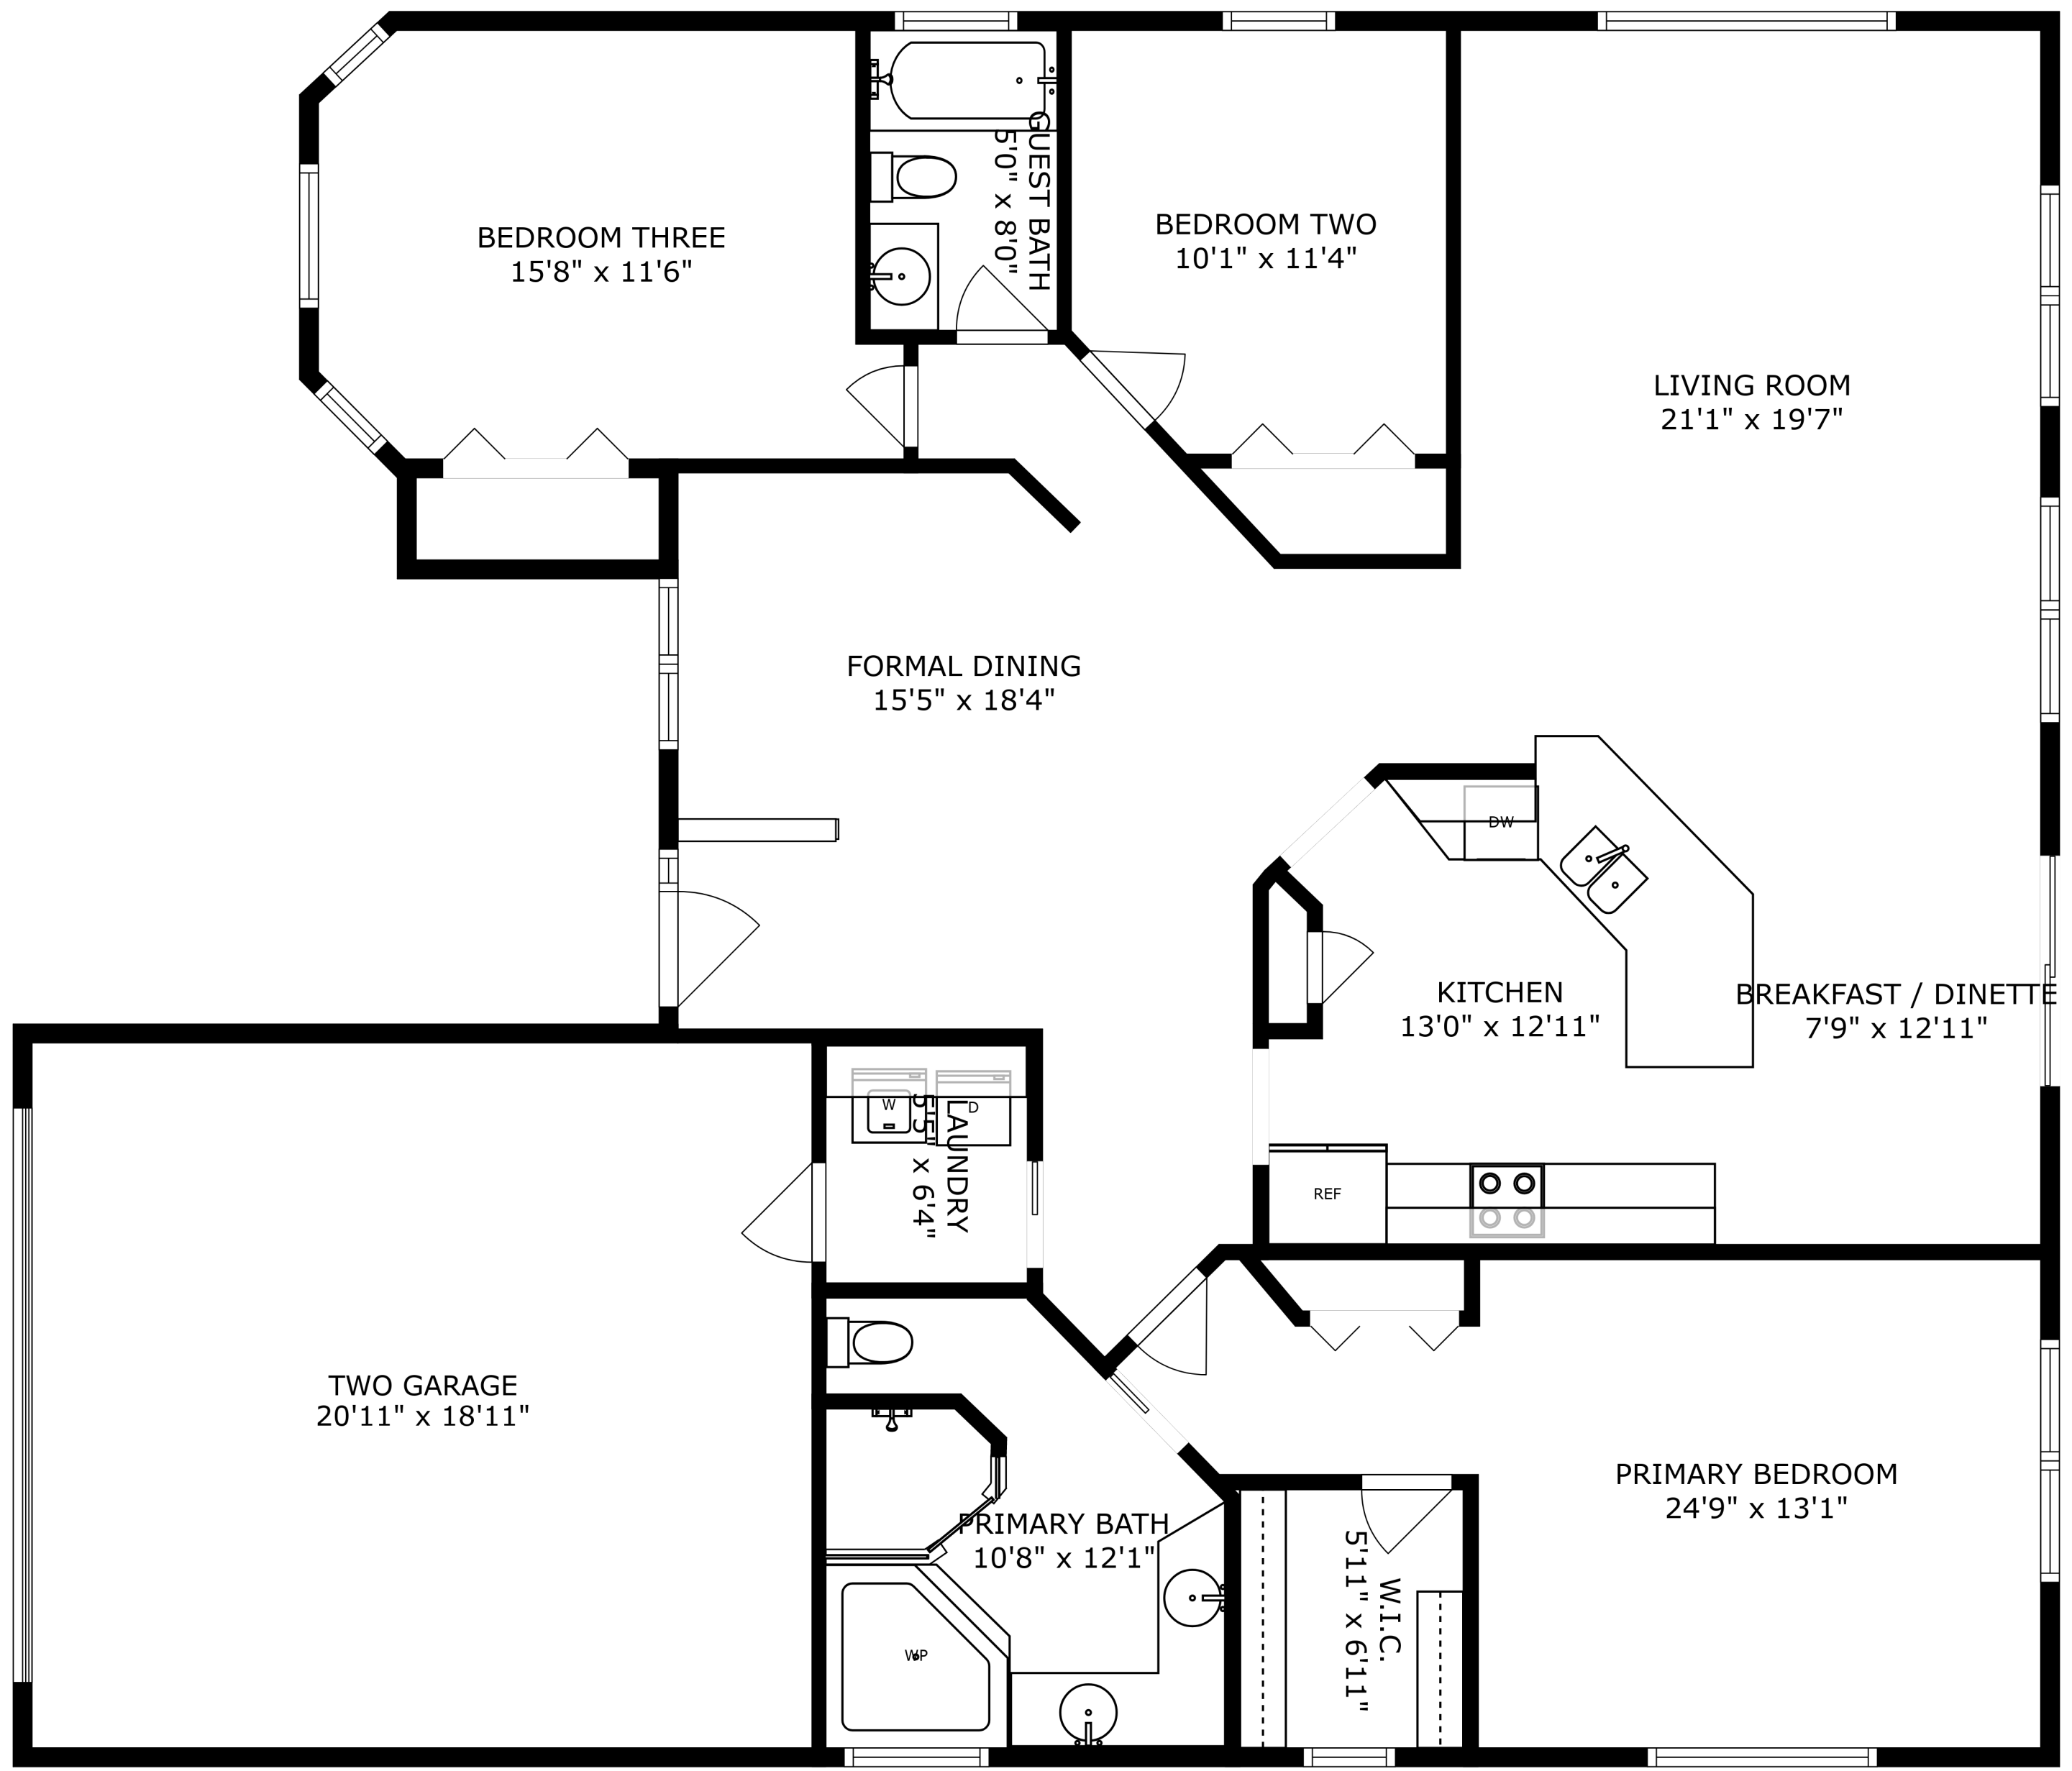 GUEST BATH
5'0" x 8'0"
BEDROOM THREE
15'8" x 11'6"
BEDROOM TWO
10'1" x 11'4"
LIVING ROOM
21'1" x 19'7"
FORMAL DINING
15'5" x 18'4"
DW
KITCHEN
13'0" x 12'11"
BREAKFAST / DINETTE
7'9" x 12'11"
W
D
LAUNDRY
5'5" x 6'4"
REF
TWO GARAGE
20'11" x 18'11"
PRIMARY BEDROOM
24'9" x 13'1"
PRIMARY BATH
10'8" x 12'1"
W.I.C.
5'11" x 6'11"
WP